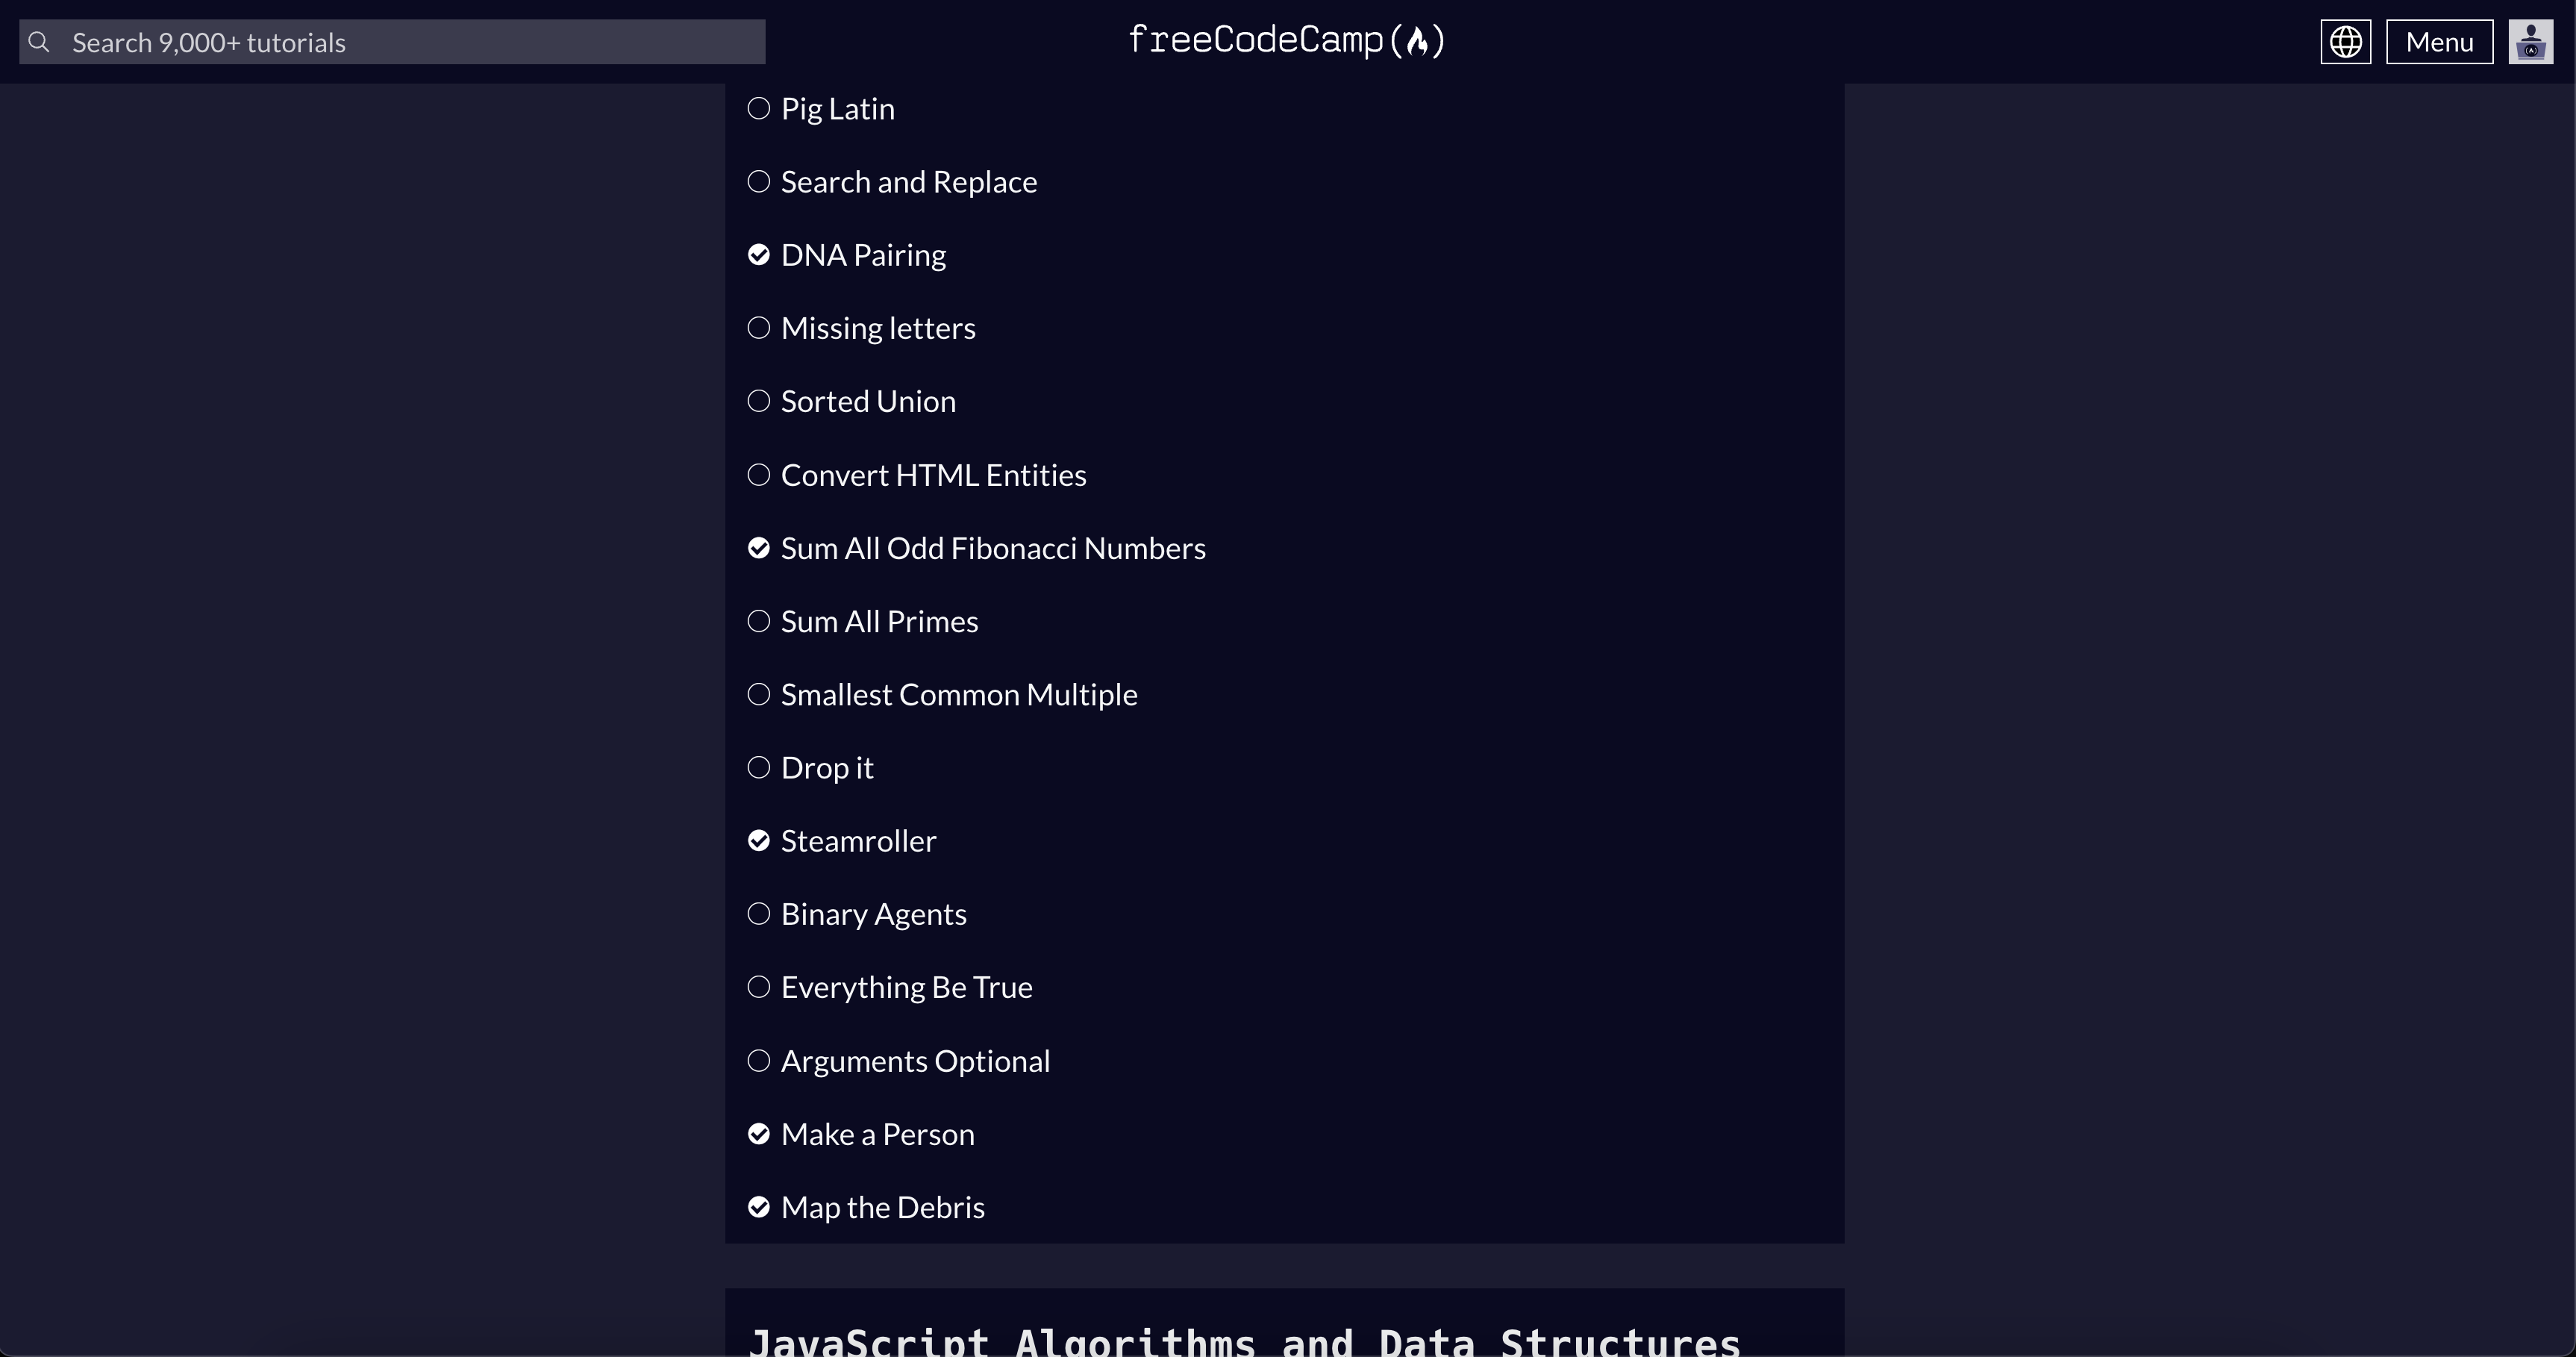 Search 9,000+ tutorials
freeCodeCamp(🔥)
Menu
Pig Latin
Search and Replace
DNA Pairing
Missing letters
Sorted Union
Convert HTML Entities
Sum All Odd Fibonacci Numbers
Sum All Primes
Smallest Common Multiple
Drop it
Steamroller
Binary Agents
Everything Be True
Arguments Optional
Make a Person
Map the Debris
JavaScript Algorithms and Data Structures